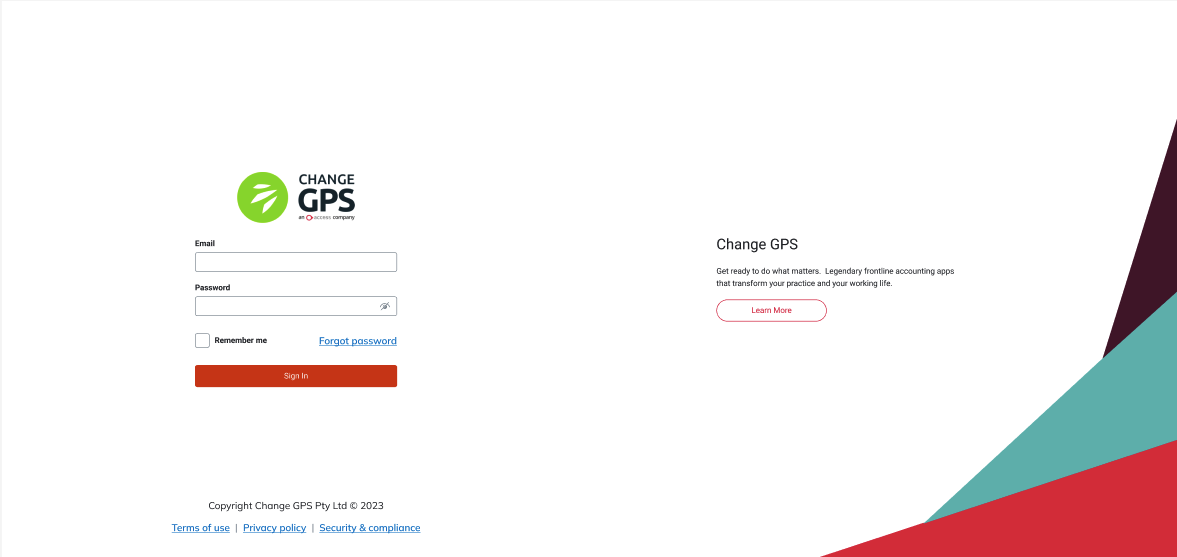 CHANGE
GPS
an access company
Email
Password
Remember me
Forgot password
Sign In
Copyright Change GPS Pty Ltd © 2023
Terms of use | Privacy policy | Security & compliance
Change GPS
Get ready to do what matters. Legendary frontline accounting apps
that transform your practice and your working life.
Learn More